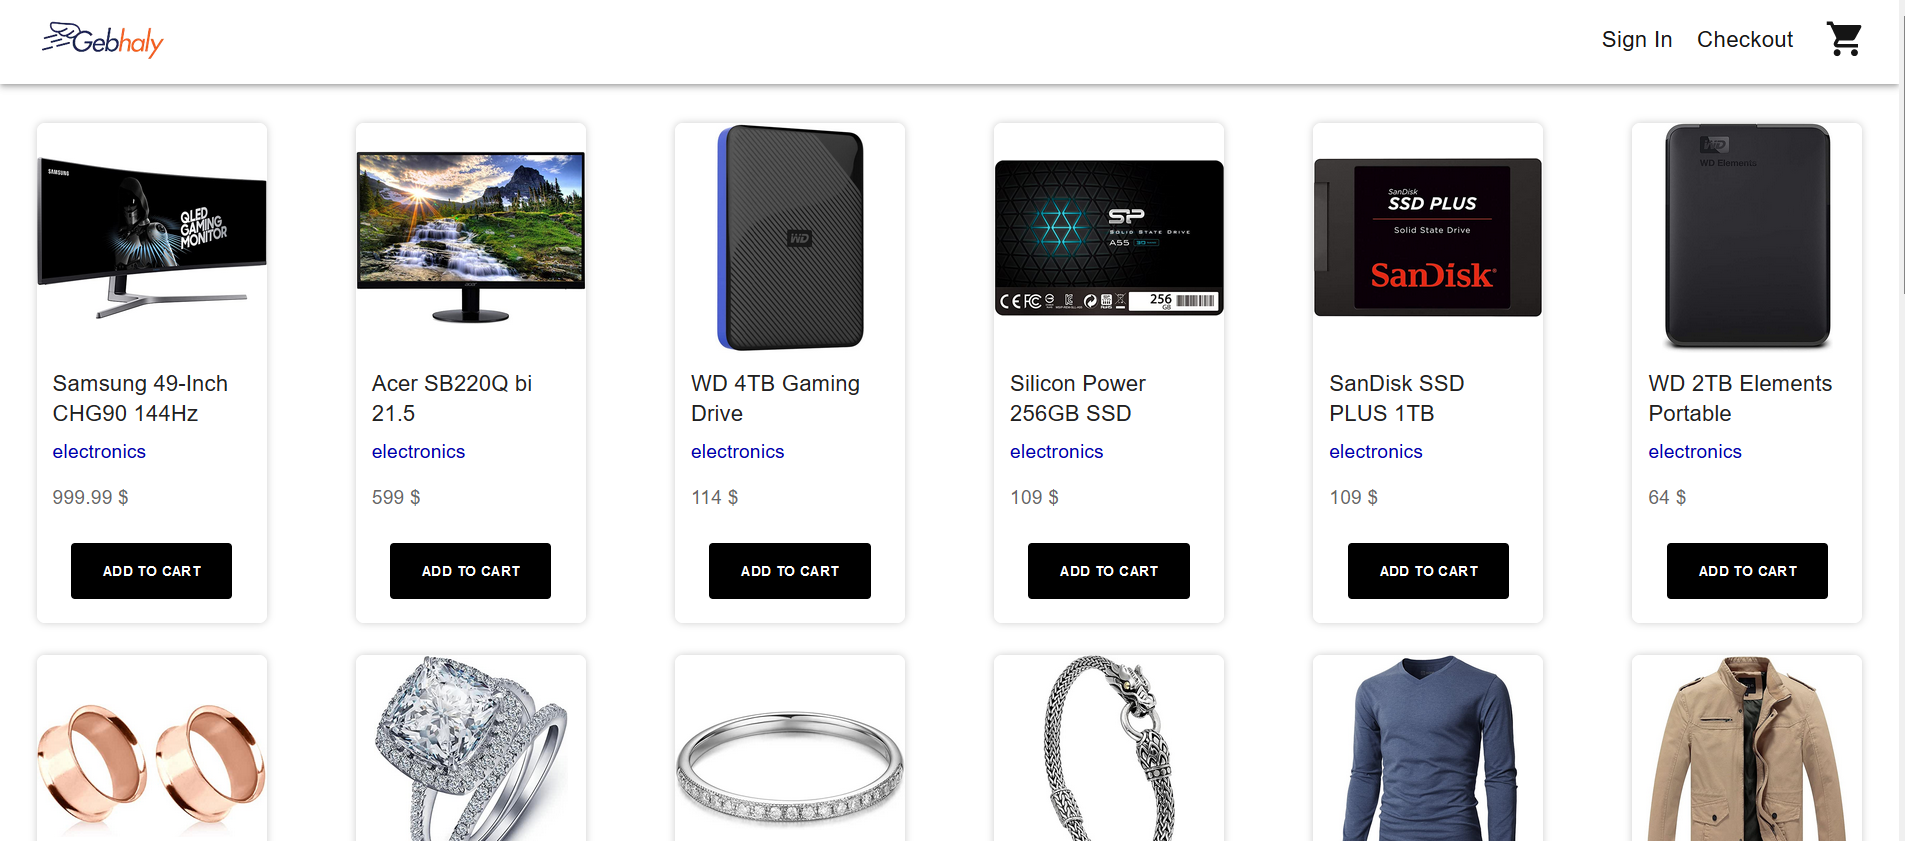 Gebhaly
Sign In
Checkout
SAMSUNG
QLED
GAMING
MONITOR
acer
WD
SP
SOLID STATE DRIVE
A55
256
GB
SanDisk
SSD PLUS
Solid State Drive
SanDisk
WD
WD Elements
Samsung 49-Inch
CHG90 144Hz
electronics
999.99 $
ADD TO CART
Acer SB220Q bi
21.5
electronics
599 $
ADD TO CART
WD 4TB Gaming
Drive
electronics
114 $
ADD TO CART
Silicon Power
256GB SSD
electronics
109 $
ADD TO CART
SanDisk SSD
PLUS 1TB
electronics
109 $
ADD TO CART
WD 2TB Elements
Portable
electronics
64 $
ADD TO CART